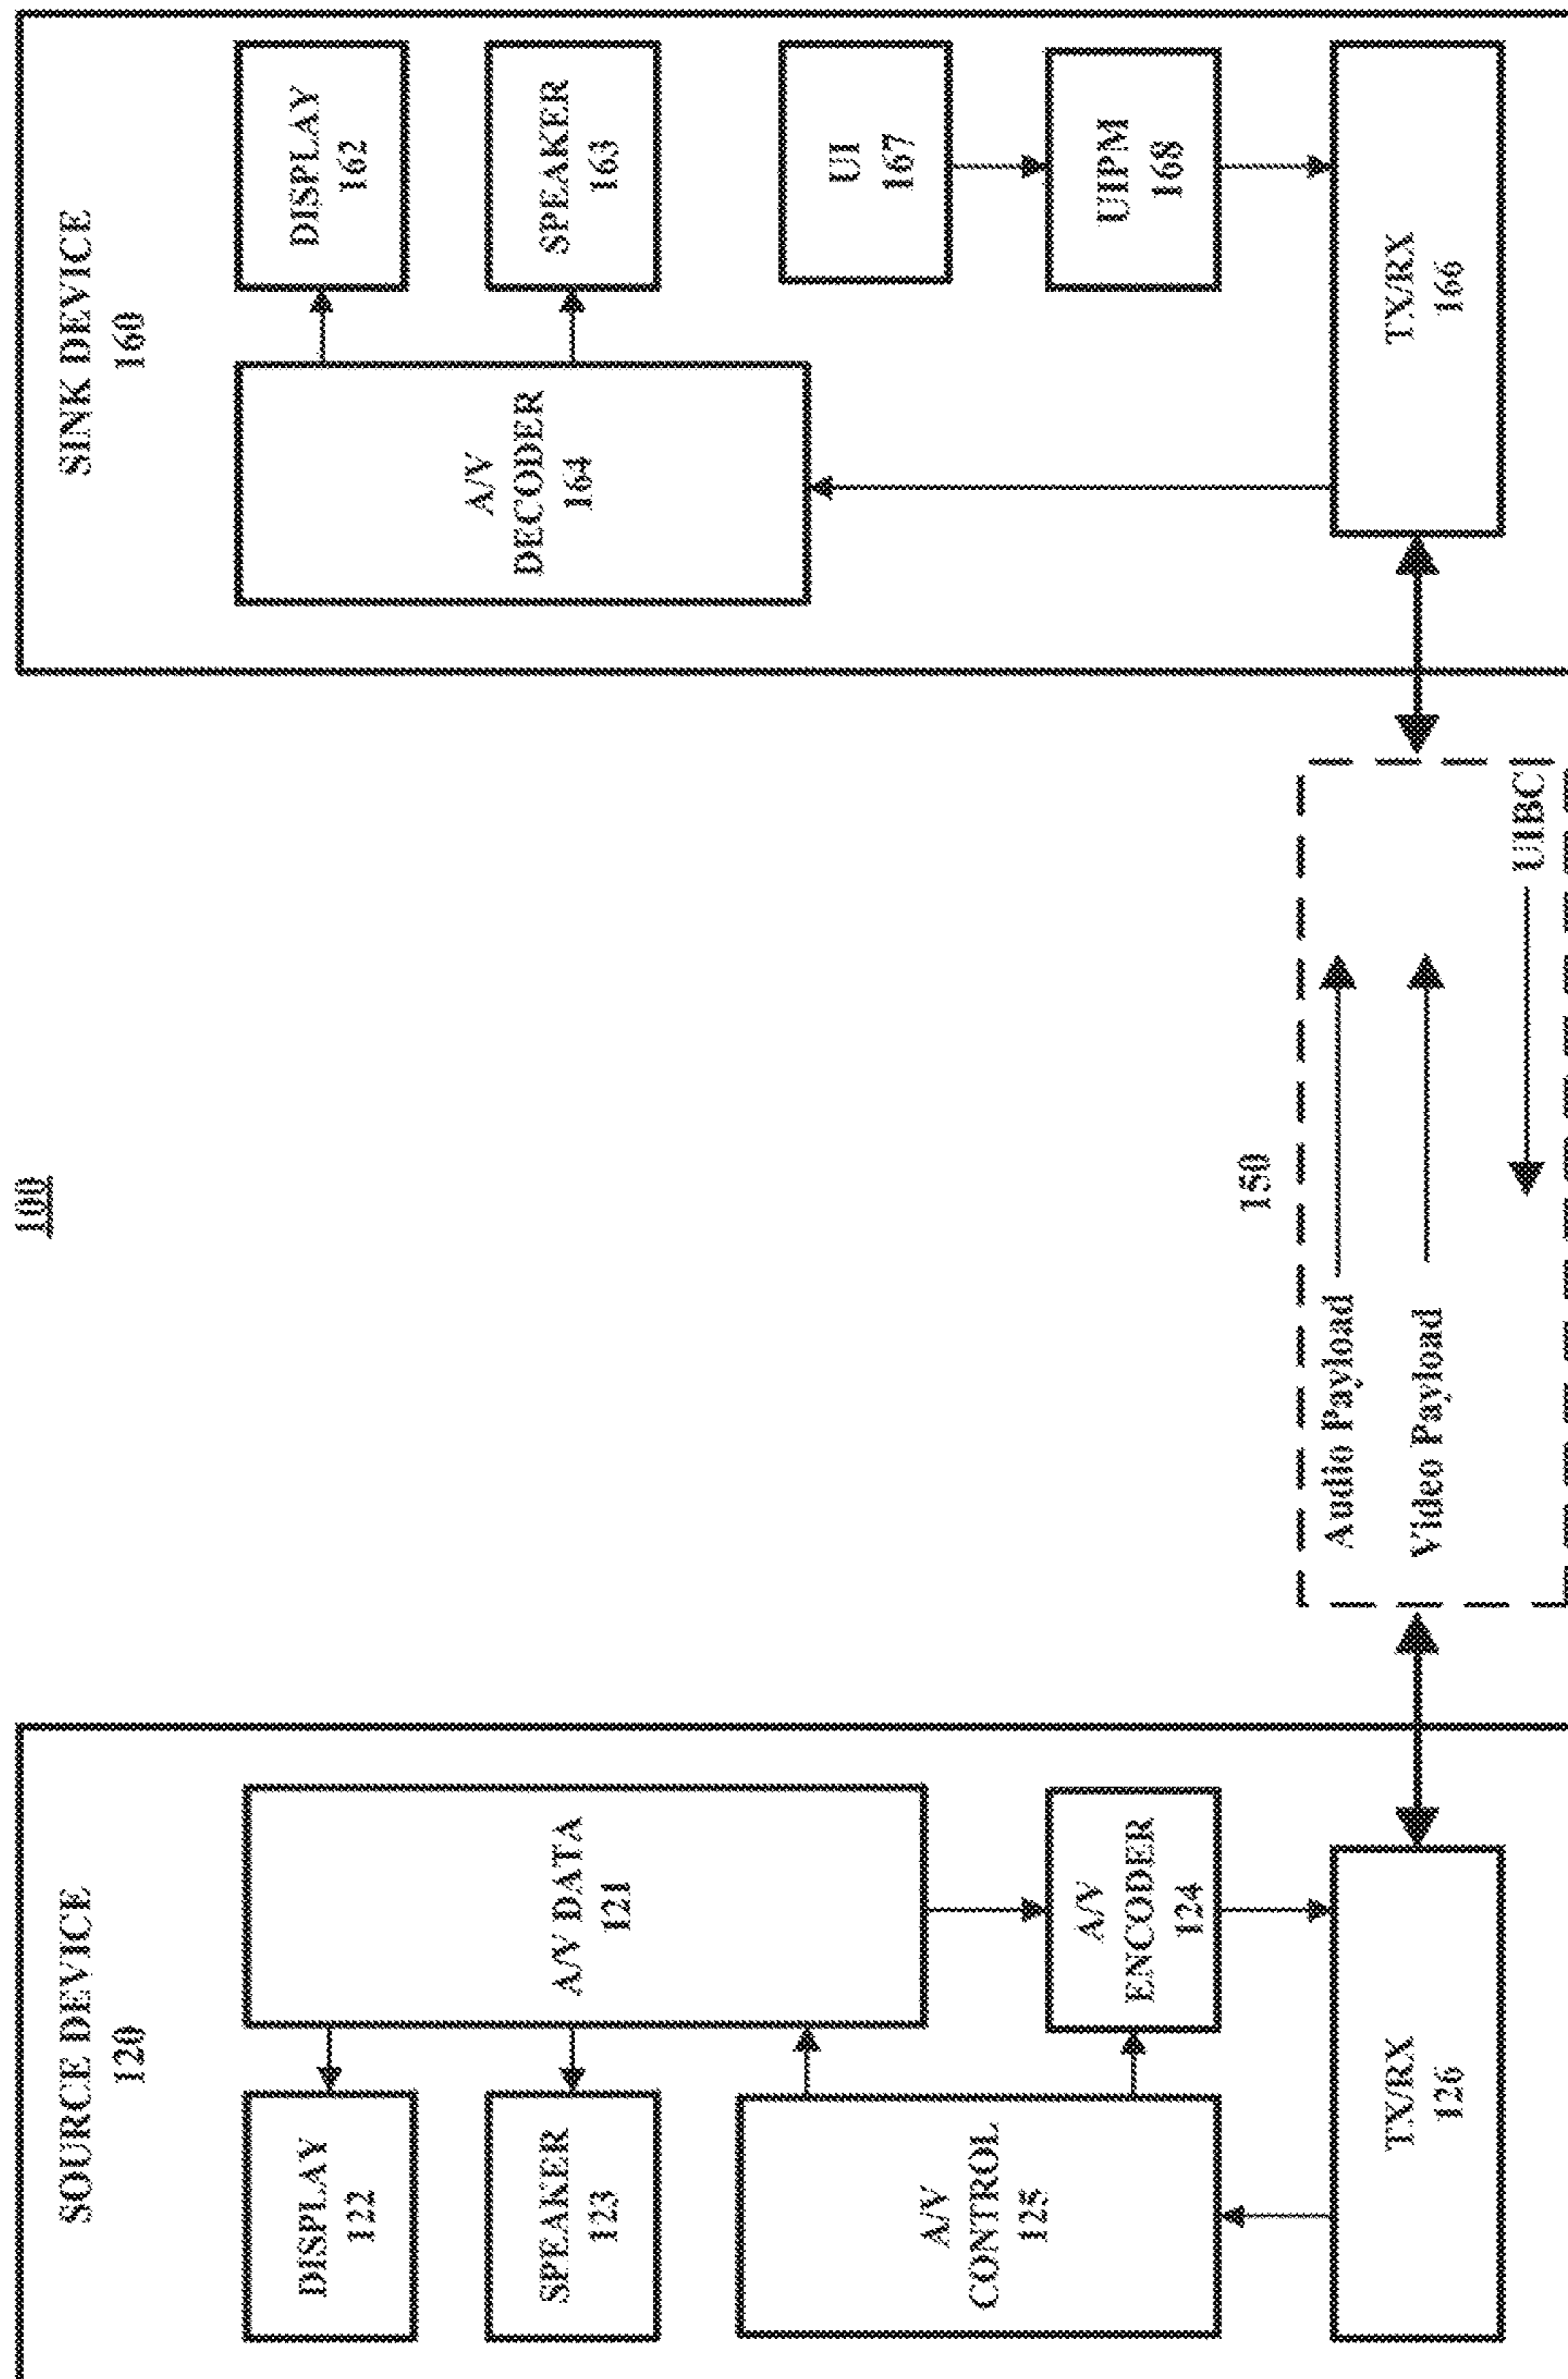 100
SOURCE DEVICE
120
DISPLAY
122
SPEAKER
123
A/V
CONTROL
125
A/V DATA
121
A/V
ENCODER
124
TX/RX
126
150
Audio Payload
Video Payload
UIBC
SINK DEVICE
160
A/V
DECODER
164
DISPLAY
162
SPEAKER
163
UI
167
UIPM
168
TX/RX
166